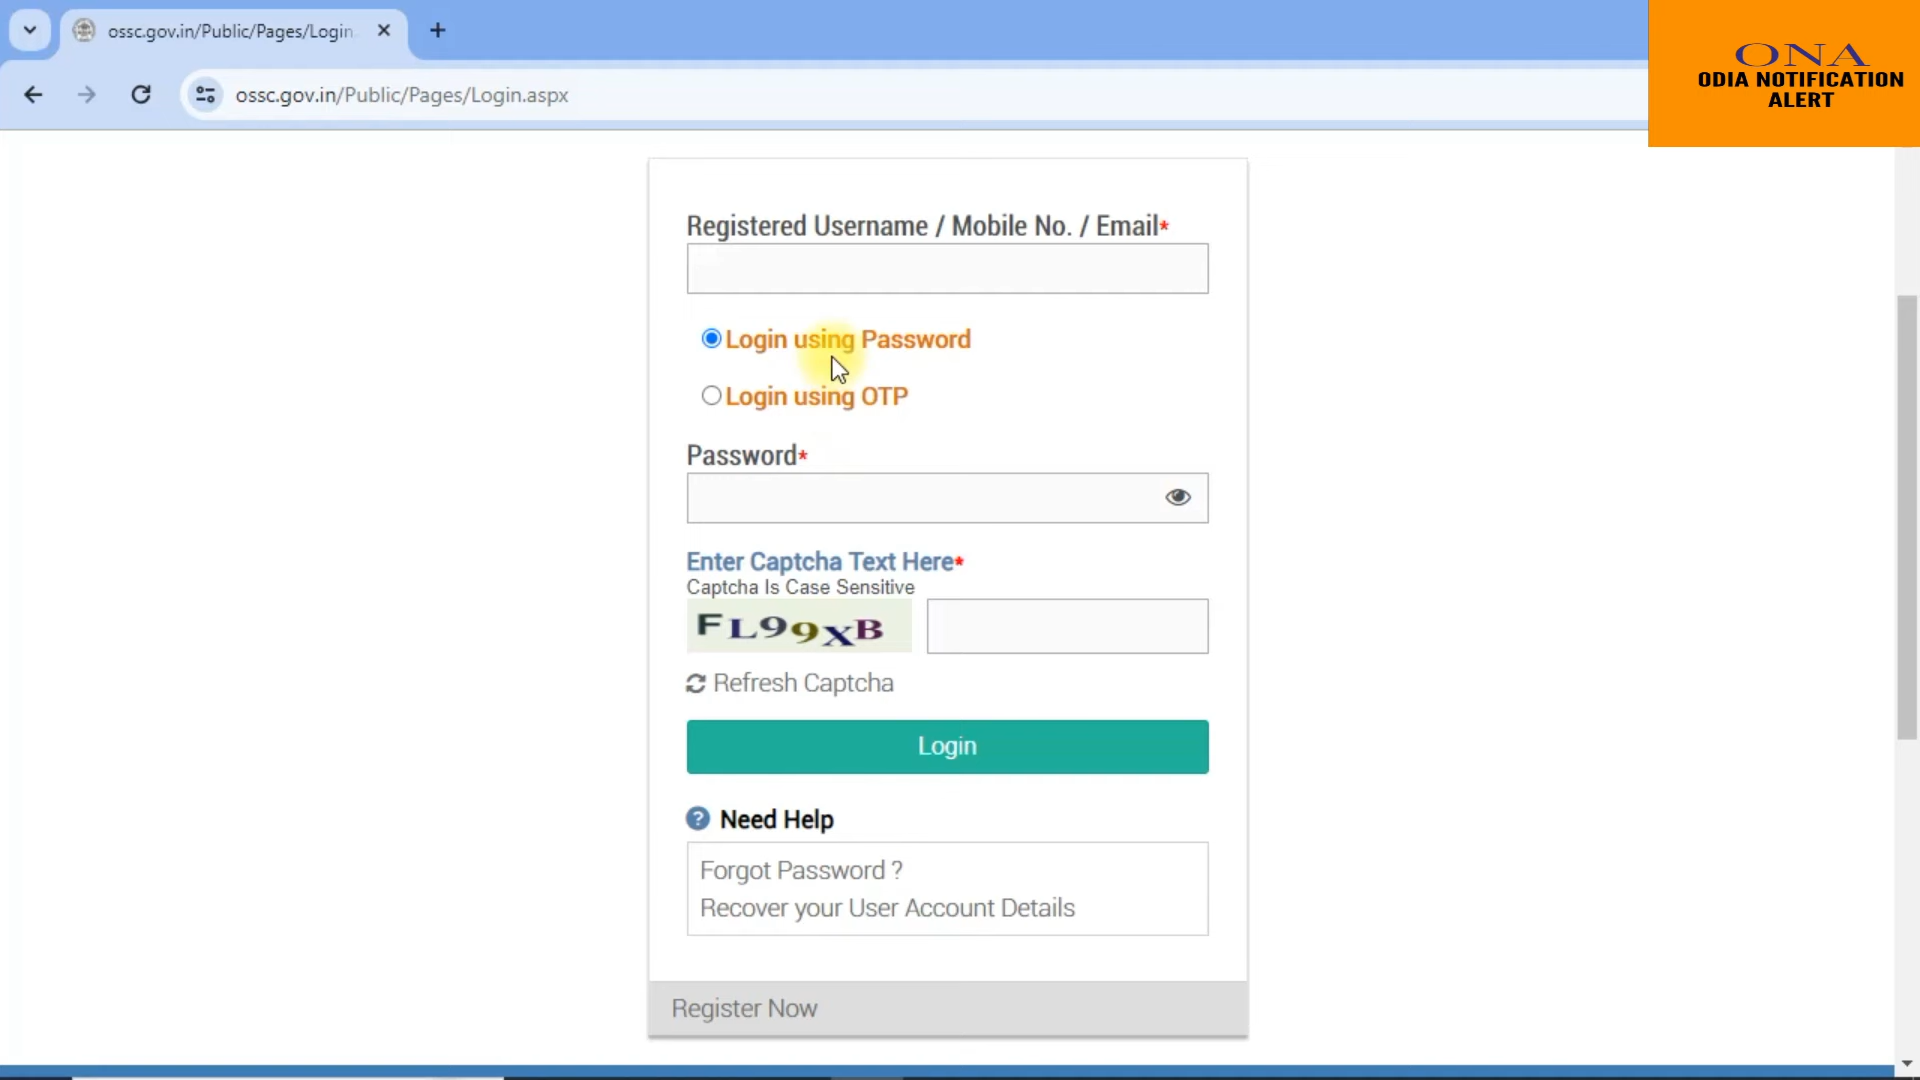 ossc.gov.in/Public/Pages/Login
ossc.gov.in/Public/Pages/Login.aspx
ONA
ODIA NOTIFICATION
ALERT
Registered Username / Mobile No. / Email*
Login using Password
Login using OTP
Password*
Enter Captcha Text Here*
Captcha Is Case Sensitive
FL99XB
Refresh Captcha
Login
? Need Help
Forgot Password ?
Recover your User Account Details
Register Now